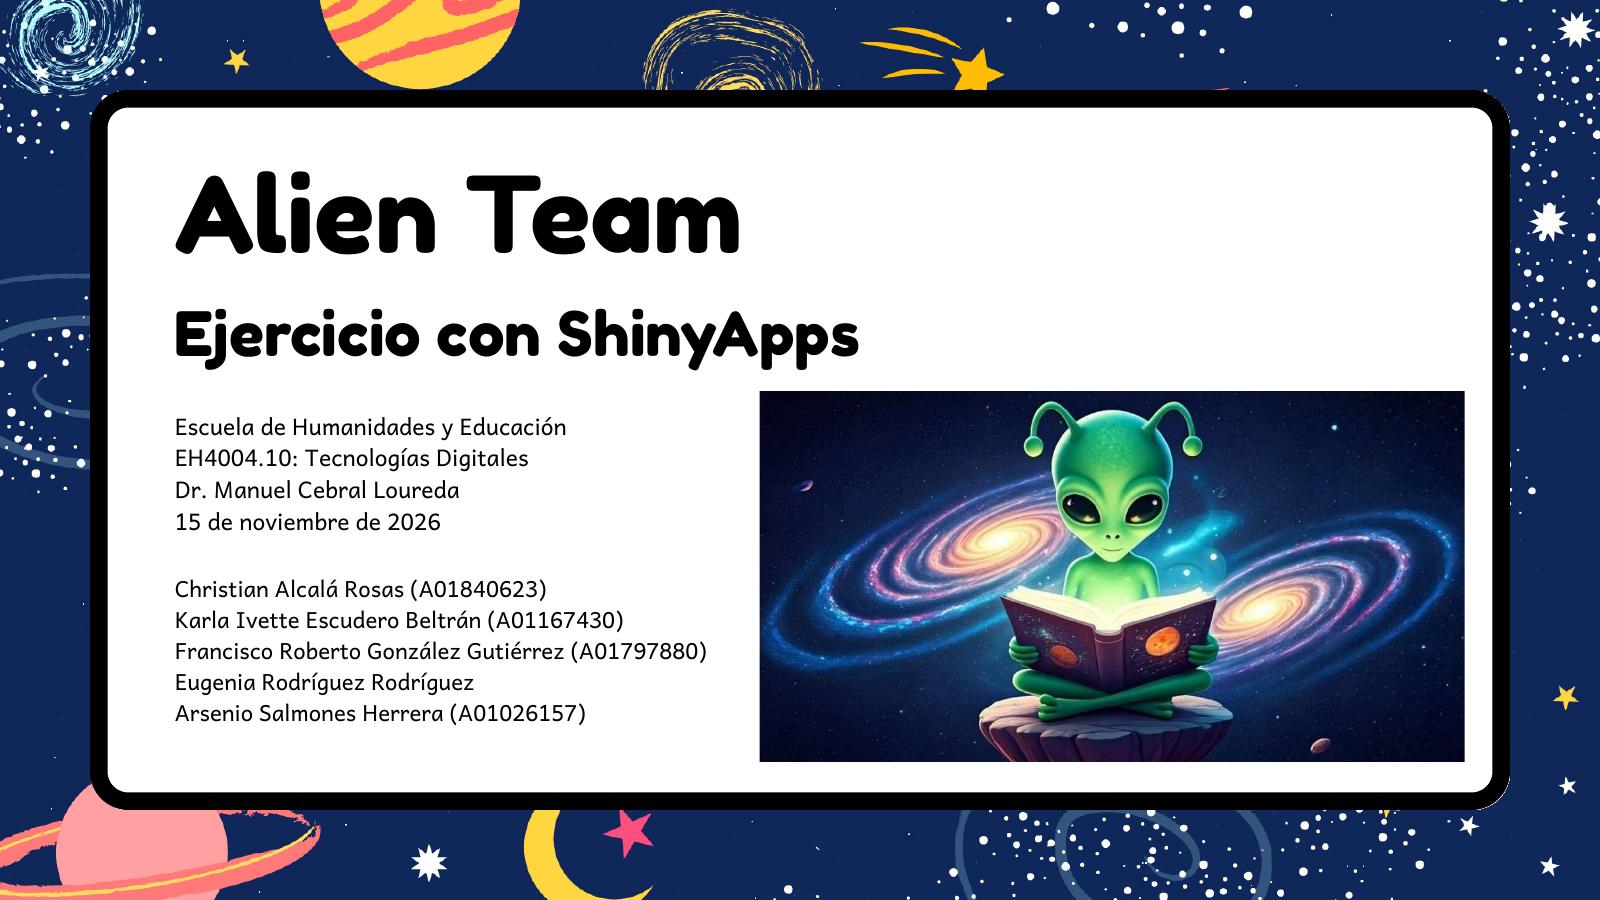 Alien Team
Ejercicio con ShinyApps
Escuela de Humanidades y Educación
EH4004.10: Tecnologías Digitales
Dr. Manuel Cebral Loureda
15 de noviembre de 2026
Christian Alcalá Rosas (A01840623)
Karla Ivette Escudero Beltrán (A01167430)
Francisco Roberto González Gutiérrez (A01797880)
Eugenia Rodríguez Rodríguez
Arsenio Salmones Herrera (A01026157)